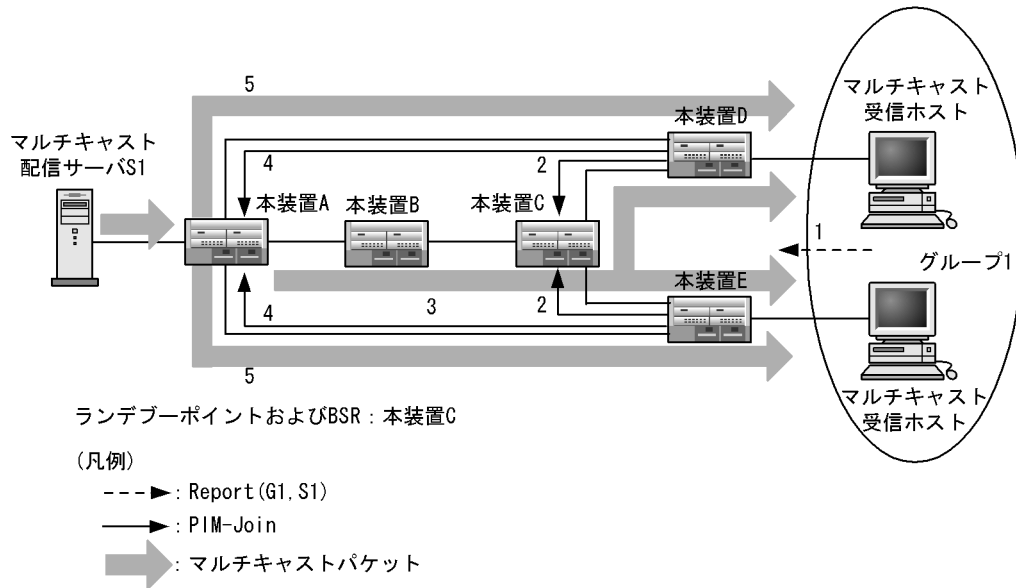 5
マルチキャスト
配信サーバS1
マルチキャスト
受信ホスト
本装置D
4
2
本装置A
本装置B
本装置C
1
グループ1
本装置E
3
4
2
5
マルチキャスト
受信ホスト
ランデブーポイントおよびBSR:本装置C
(凡例)
: Report(G1,S1)
: PIM-Join
: マルチキャストパケット